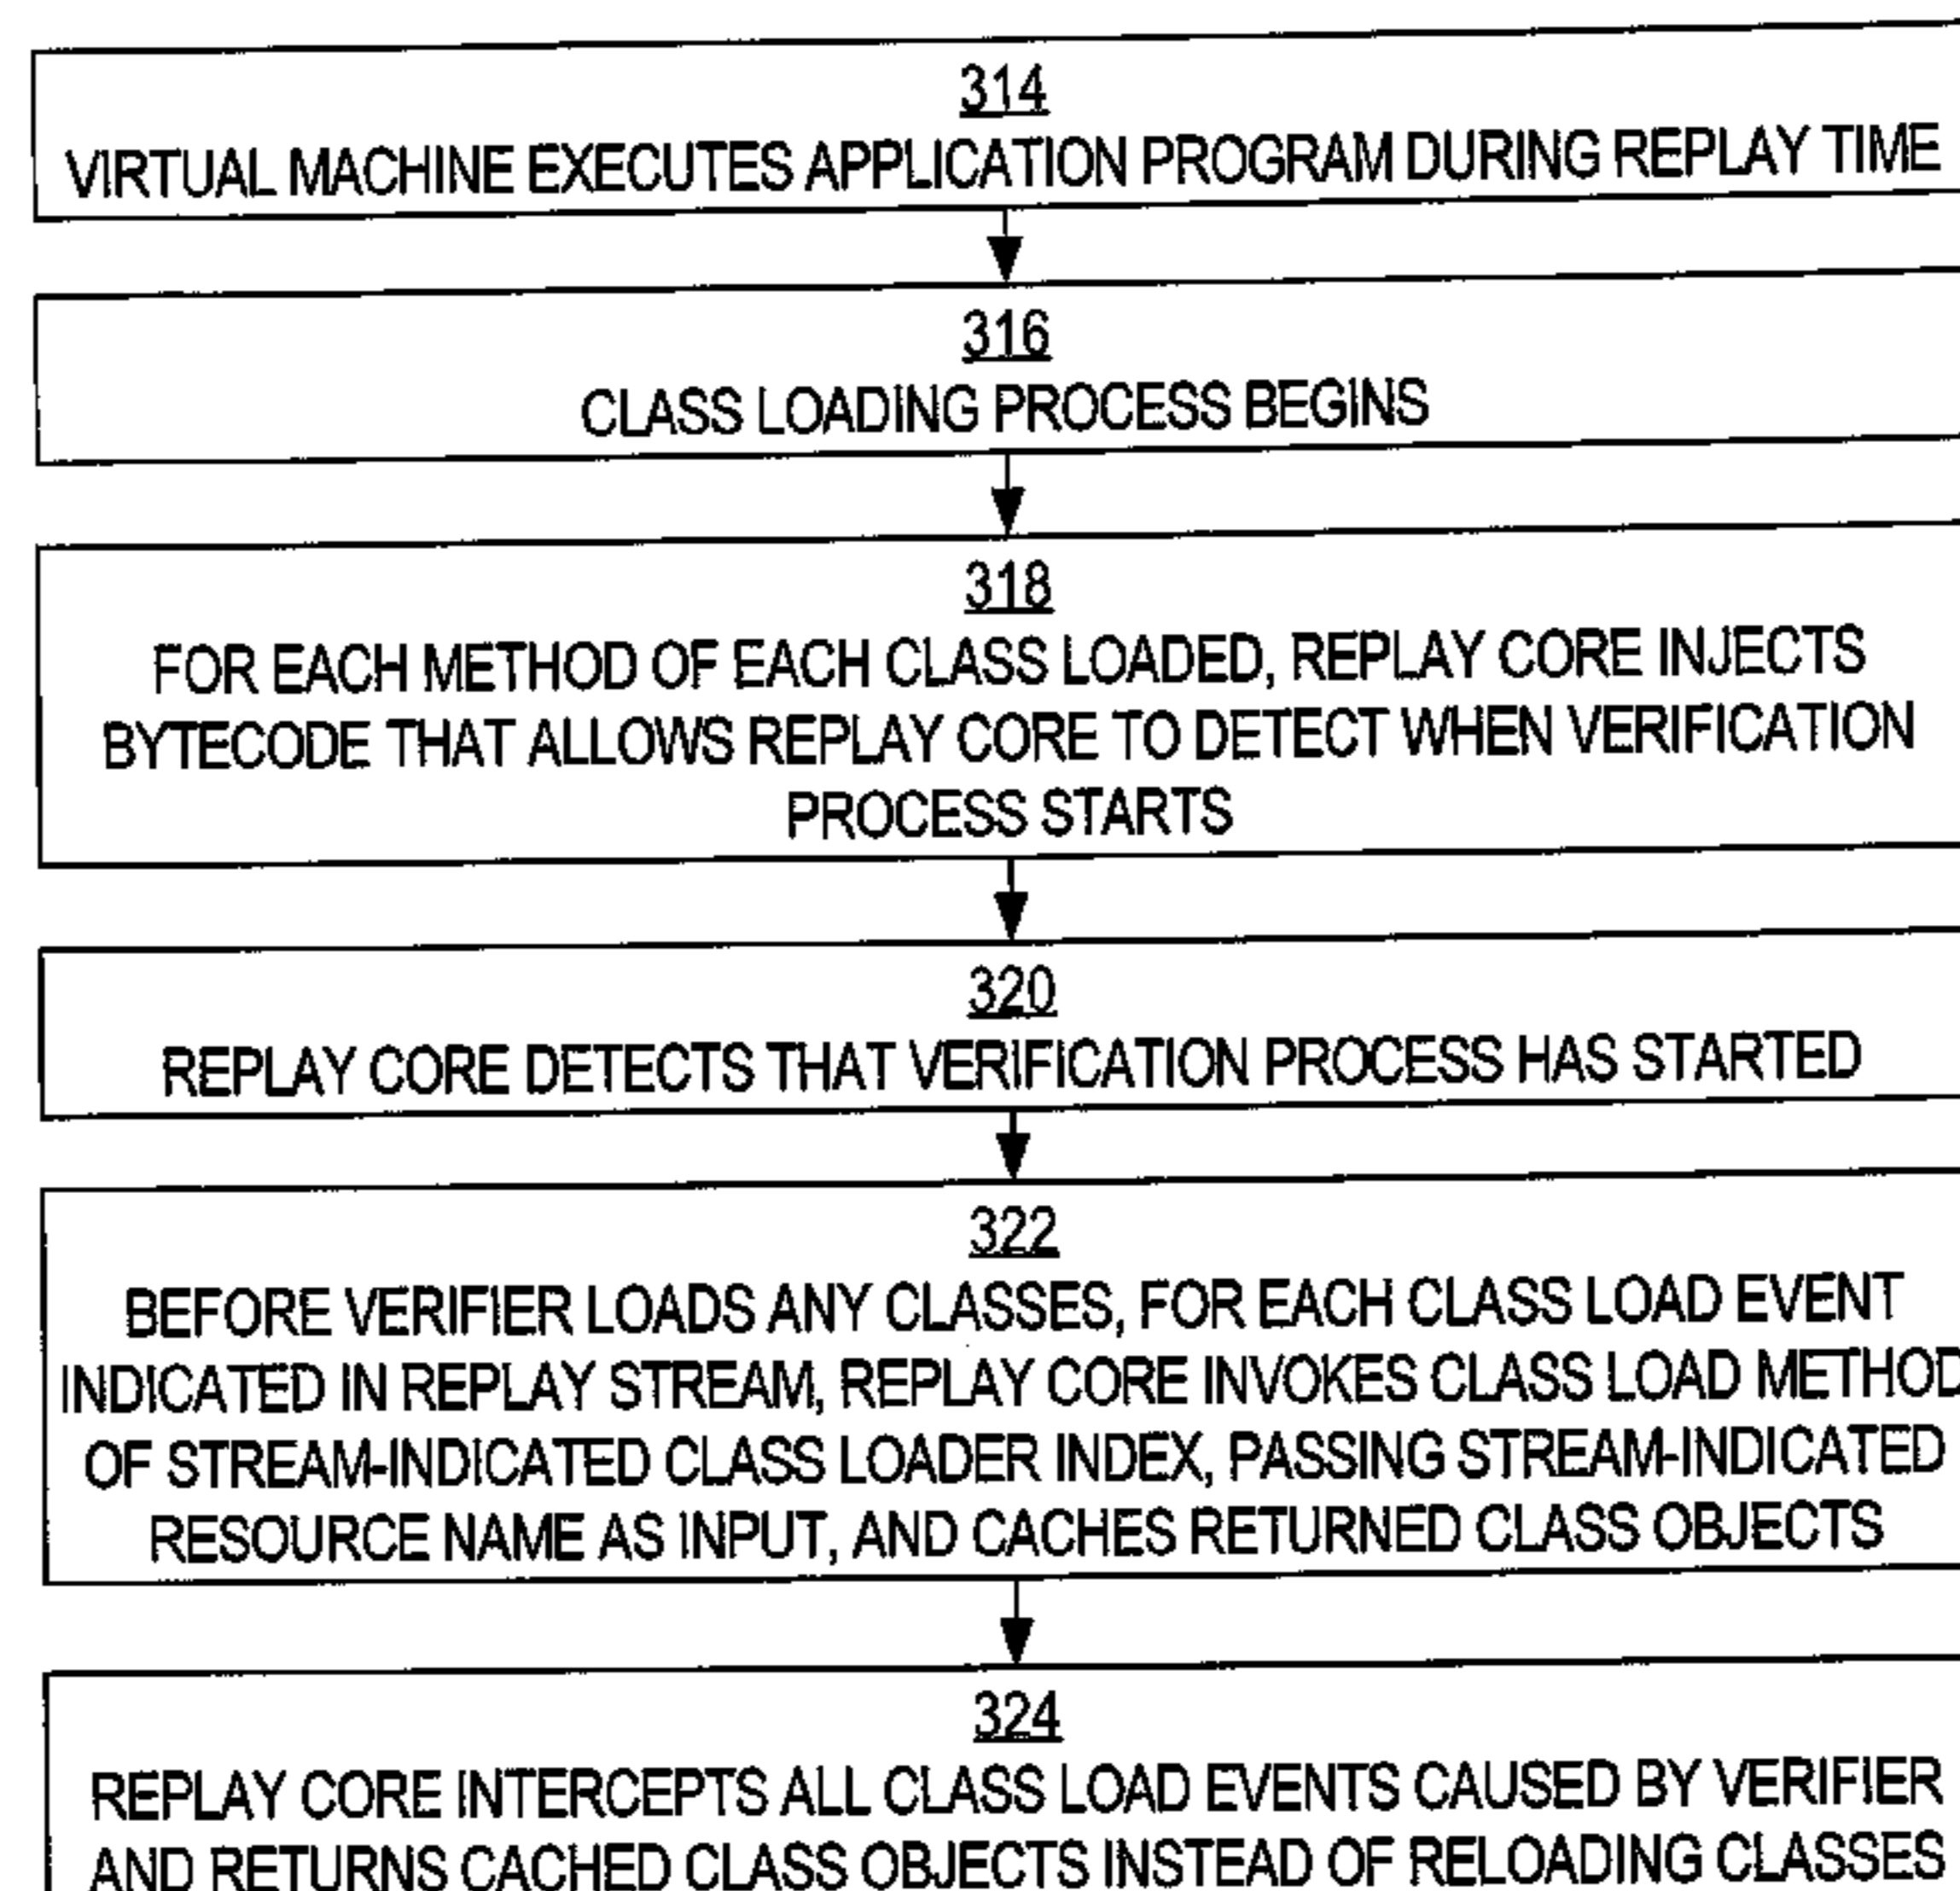 314
VIRTUAL MACHINE EXECUTES APPLICATION PROGRAM DURING REPLAY TIME
316
CLASS LOADING PROCESS BEGINS
318
FOR EACH METHOD OF EACH CLASS LOADED, REPLAY CORE INJECTS
BYTECODE THAT ALLOWS REPLAY CORE TO DETECT WHEN VERIFICATION
PROCESS STARTS
320
REPLAY CORE DETECTS THAT VERIFICATION PROCESS HAS STARTED
322
BEFORE VERIFIER LOADS ANY CLASSES, FOR EACH CLASS LOAD EVENT
INDICATED IN REPLAY STREAM, REPLAY CORE INVOKES CLASS LOAD METHOD
OF STREAM-INDICATED CLASS LOADER INDEX, PASSING STREAM-INDICATED
RESOURCE NAME AS INPUT, AND CACHES RETURNED CLASS OBJECTS
324
REPLAY CORE INTERCEPTS ALL CLASS LOAD EVENTS CAUSED BY VERIFIER
AND RETURNS CACHED CLASS OBJECTS INSTEAD OF RELOADING CLASSES